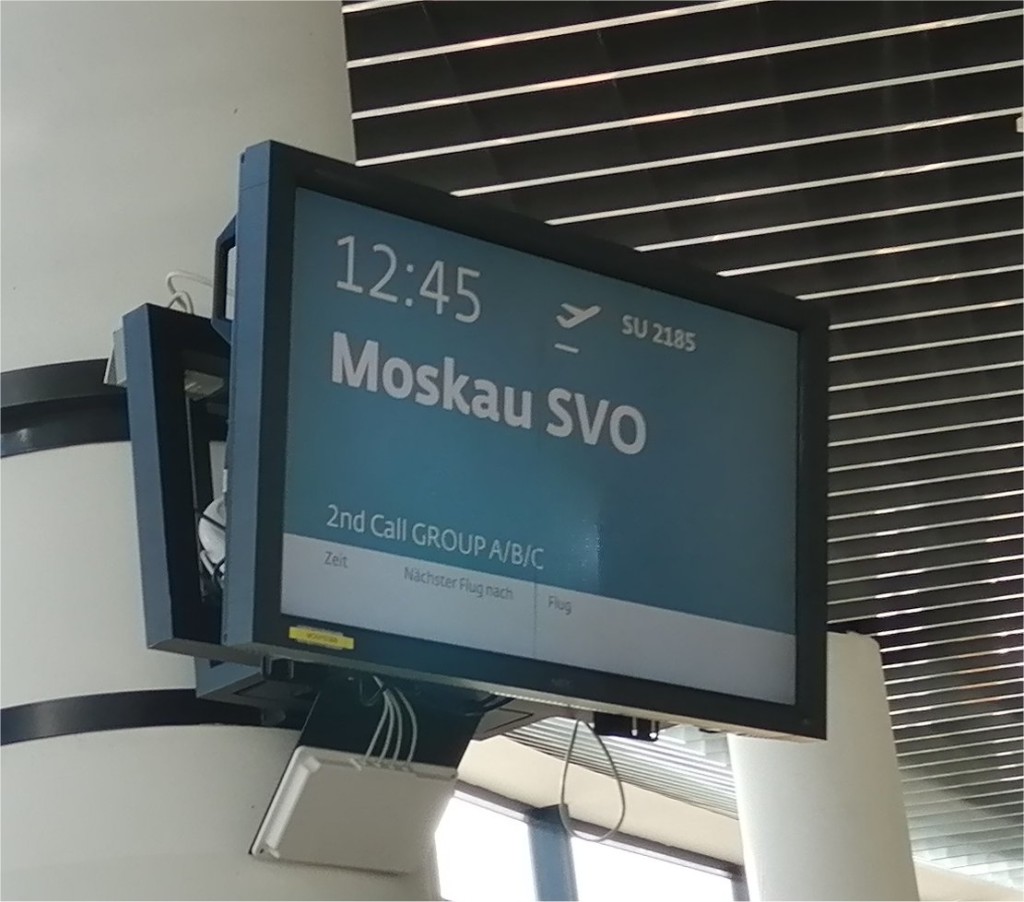 12:45
SU 2185
Moskau SVO
2nd Call GROUP A/B/C
Zeit Nächster Flug nach Flug